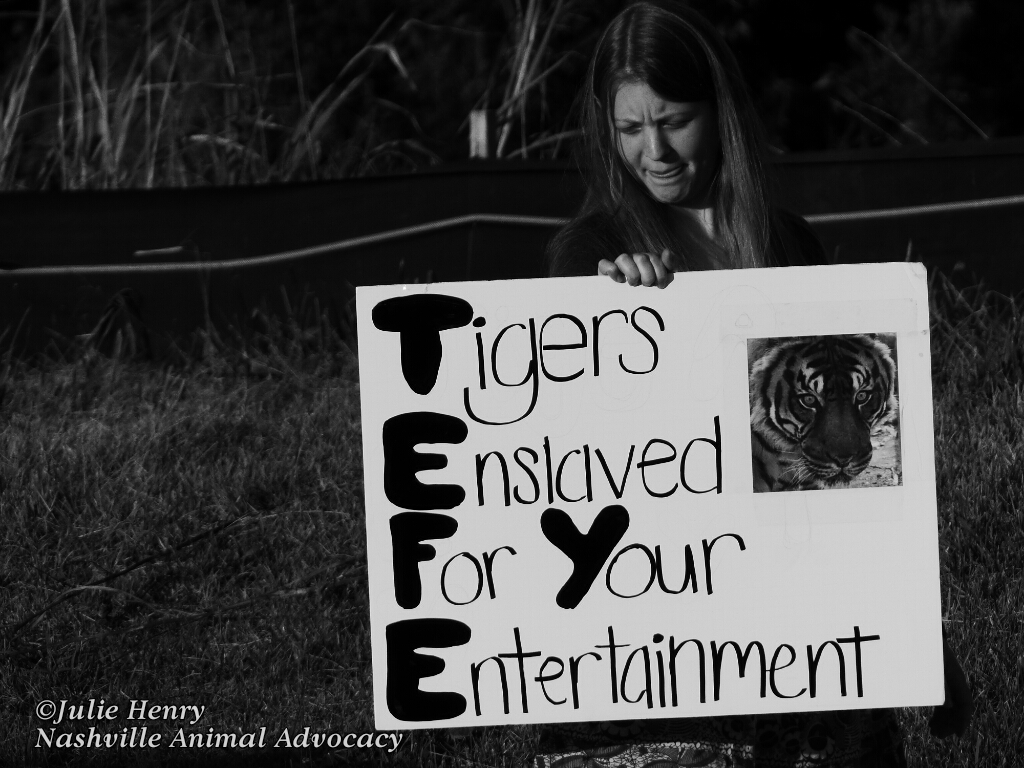 Tigers
Enslaved
For Your
Entertainment
©Julie Henry
Nashville Animal Advocacy